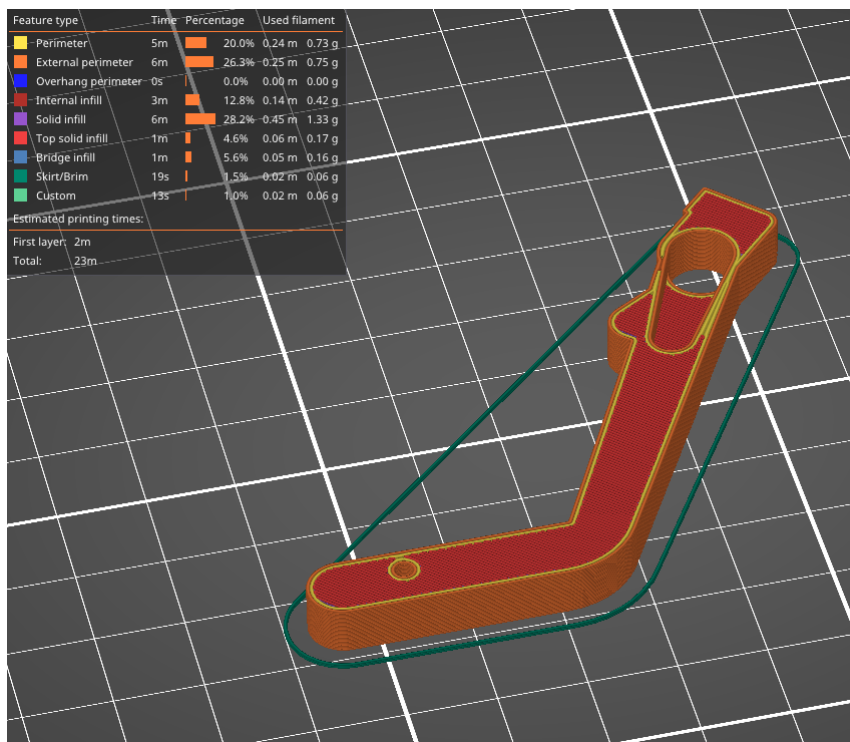 Feature type Time Percentage Used filament
Perimeter 5m 20.0% 0.24 m 0.73 g
External perimeter 6m 26.3% 0.25 m 0.75 g
Overhang perimeter 0s 0.0% 0.00 m 0.00 g
Internal infill 3m 12.8% 0.14 m 0.42 g
Solid infill 6m 28.2% 0.45 m 1.33 g
Top solid infill 1m 4.6% 0.06 m 0.17 g
Bridge infill 1m 5.6% 0.05 m 0.16 g
Skirt/Brim 19s 1.5% 0.02 m 0.06 g
Custom 13s 1.0% 0.02 m 0.06 g
Estimated printing times:
First layer: 2m
Total: 23m